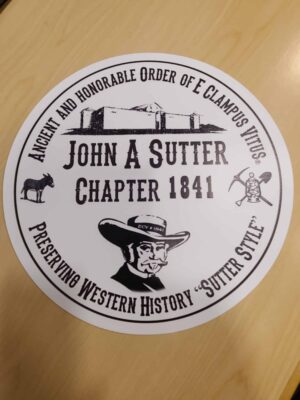 Ancient and Honorable Order of E Clampus Vitus®
John A Sutter
Chapter 1841
Preserving Western History "Sutter Style"